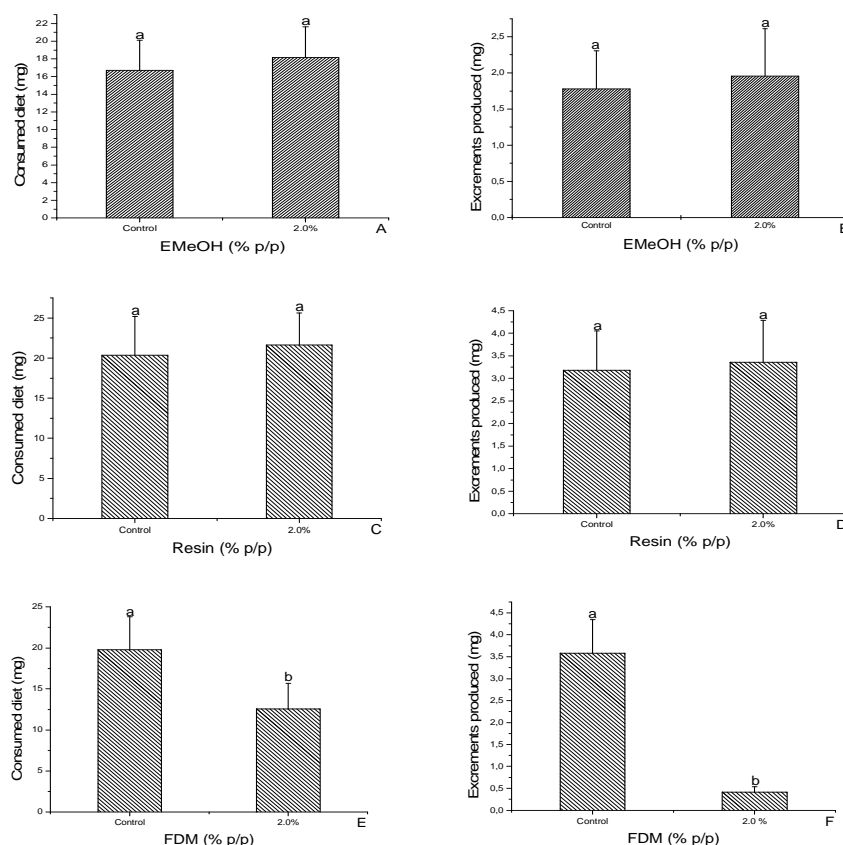 22
20
18
16
14
12
10
8
6
4
2
0
Consumed diet (mg)
a
a
Control
2.0%
A
EMeOH (% p/p)
2,5
2,0
1,5
1,0
0,5
0,0
Excrements produced (mg)
a
a
Control
2.0%
B
EMeOH (% p/p)
25
20
15
10
5
0
Consumed diet (mg)
a
a
Control
2.0%
C
Resin (% p/p)
4,5
4,0
3,5
3,0
2,5
2,0
1,5
1,0
0,5
0,0
Excrements produced (mg)
a
a
Control
2.0%
D
Resin (% p/p)
25
20
15
10
5
0
Consumed diet (mg)
a
b
Control
2.0%
E
FDM (% p/p)
4,5
4,0
3,5
3,0
2,5
2,0
1,5
1,0
0,5
0,0
Excrements produced (mg)
a
b
Control
2.0 %
F
FDM (% p/p)